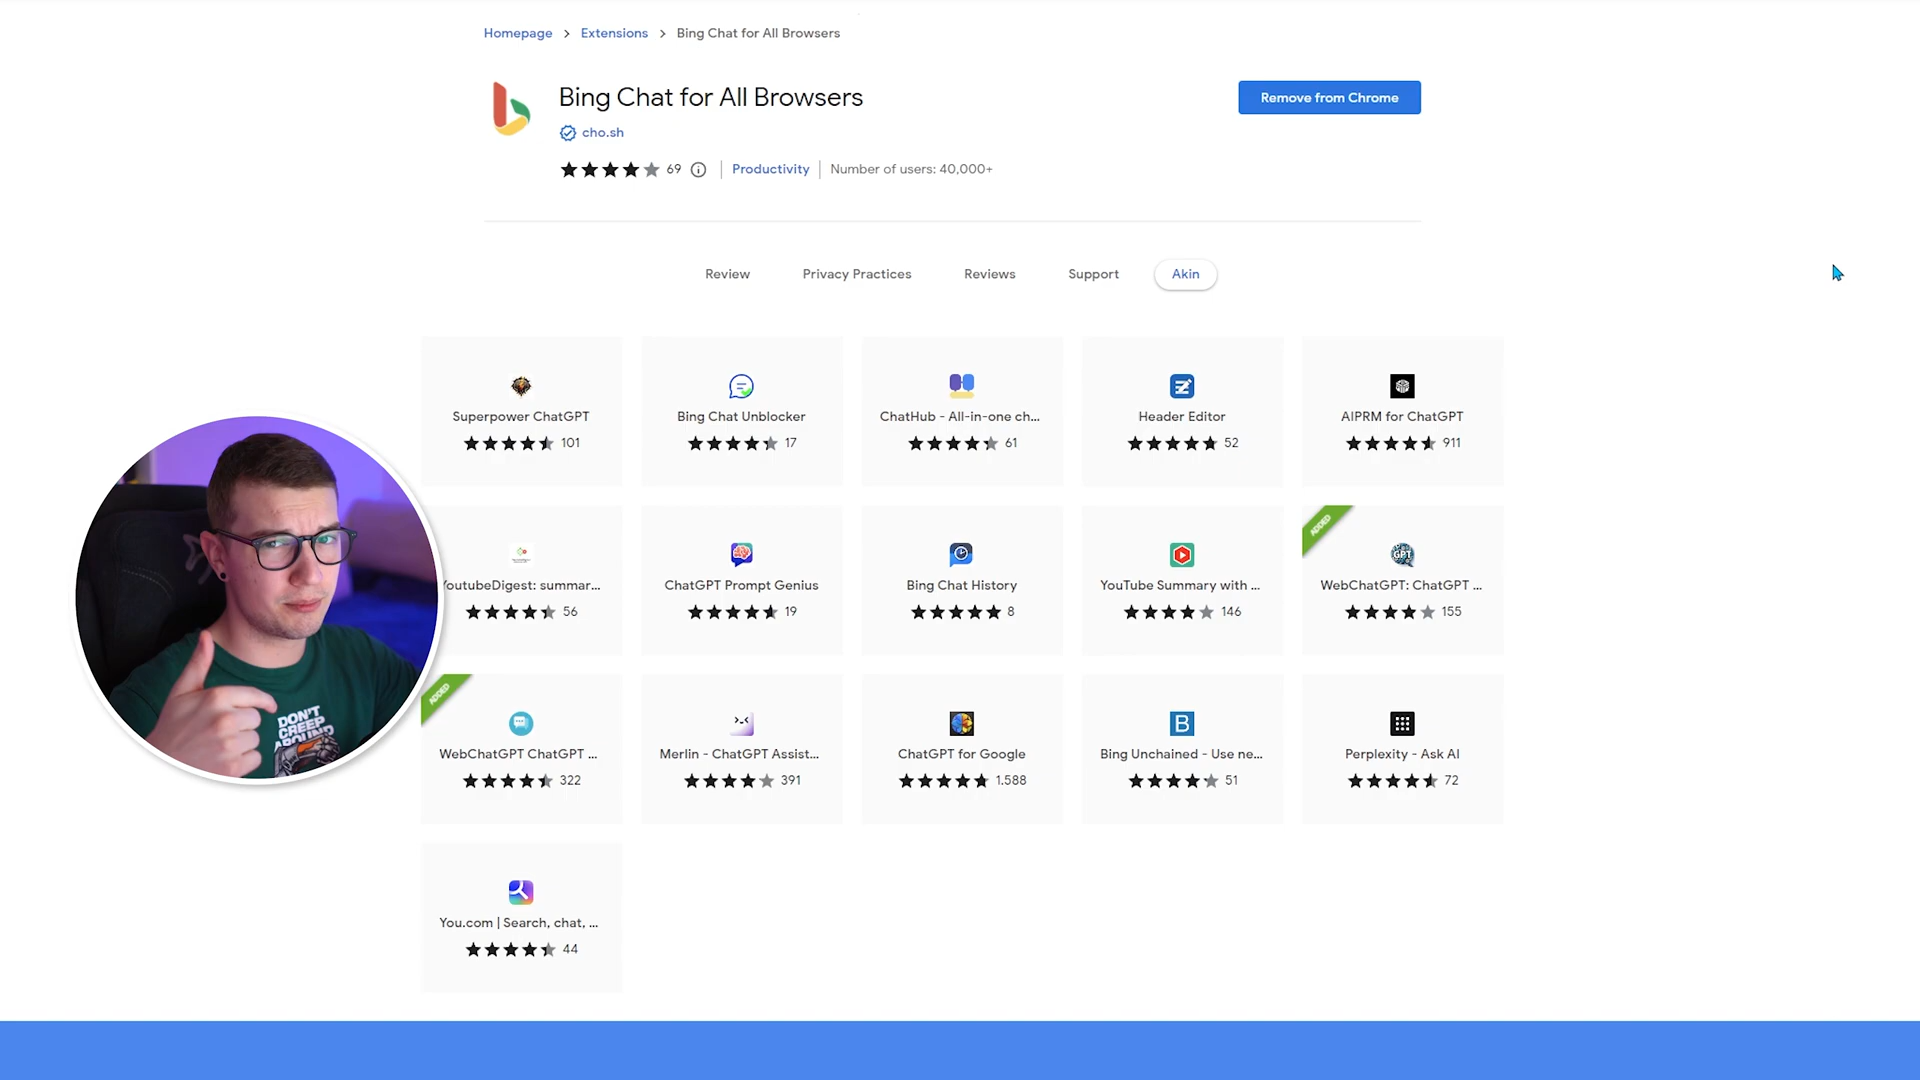 Homepage > Extensions > Bing Chat for All Browsers
Bing Chat for All Browsers
Remove from Chrome
cho.sh
69 | Productivity | Number of users: 40,000+
Review Privacy Practices Reviews Support Akin
Superpower ChatGPT
101
Bing Chat Unblocker
17
ChatHub - All-in-one ch...
61
Header Editor
52
AIPRM for ChatGPT
911
YoutubeDigest: summar...
56
ChatGPT Prompt Genius
19
Bing Chat History
8
YouTube Summary with ...
146
ADDED
GPT
WebChatGPT: ChatGPT ...
155
ADDED
WebChatGPT ChatGPT ...
322
Merlin - ChatGPT Assist...
391
ChatGPT for Google
1.588
B
Bing Unchained - Use ne...
51
Perplexity - Ask AI
72
You.com | Search, chat, ...
44
DON'T
CREEP
AROUND